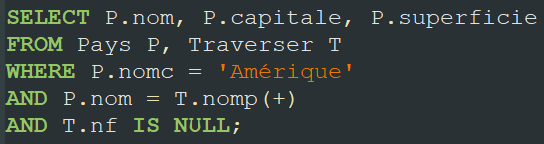 SELECT P.nom, P.capitale, P.superficie
FROM Pays P, Traverser T
WHERE P.nomc = 'Amérique'
AND P.nom = T.nomp(+)
AND T.nf IS NULL;